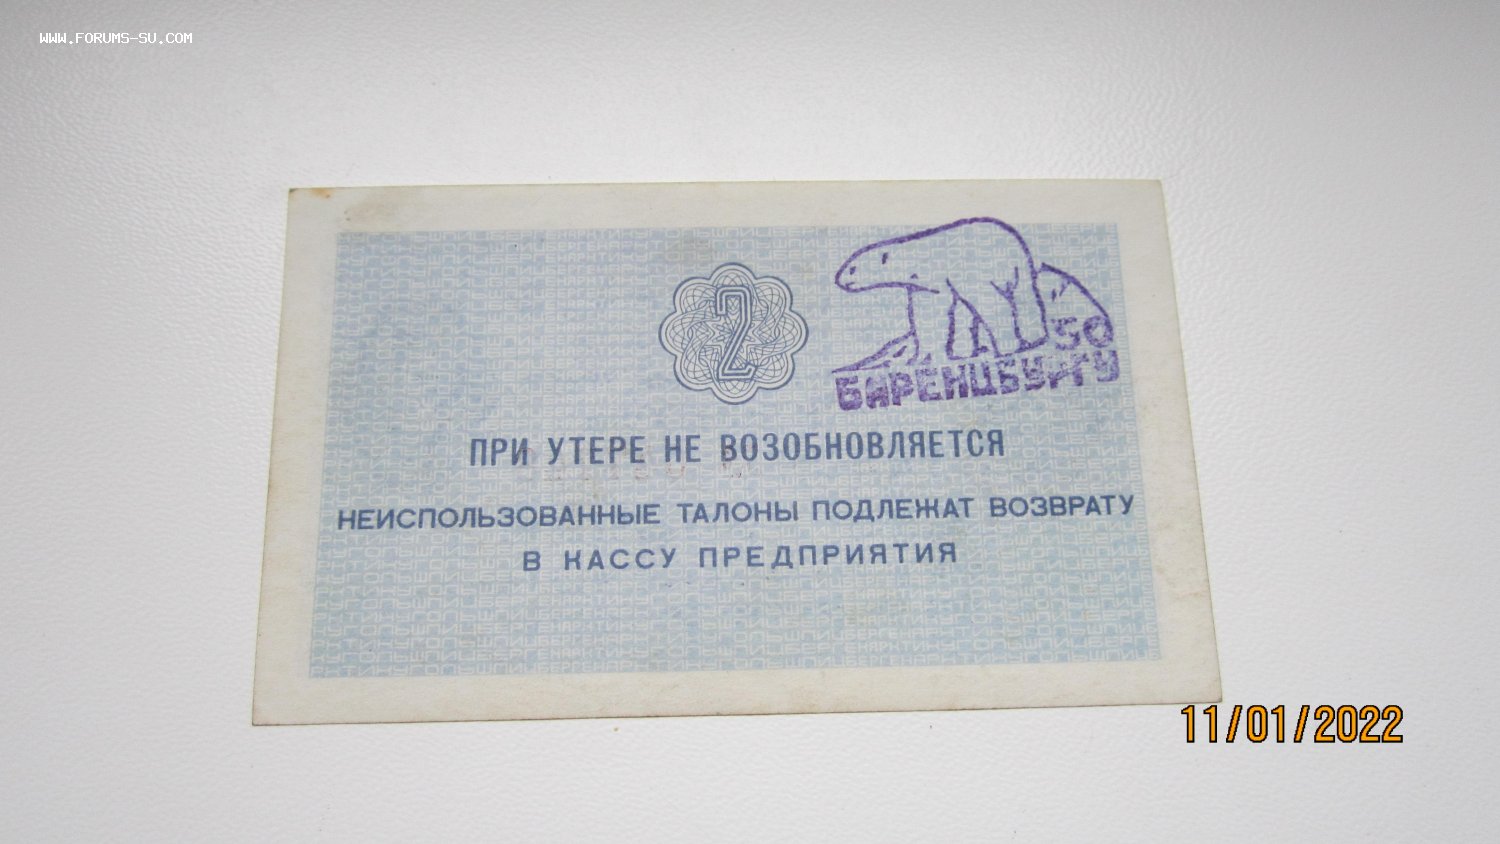 WWW.FORUMS-SU.COM
2
50
БАРЕНЦБУРГУ
ПРИ УТЕРЕ НЕ ВОЗОБНОВЛЯЕТСЯ
НЕИСПОЛЬЗОВАННЫЕ ТАЛОНЫ ПОДЛЕЖАТ ВОЗВРАТУ
В КАССУ ПРЕДПРИЯТИЯ
11/01/2022